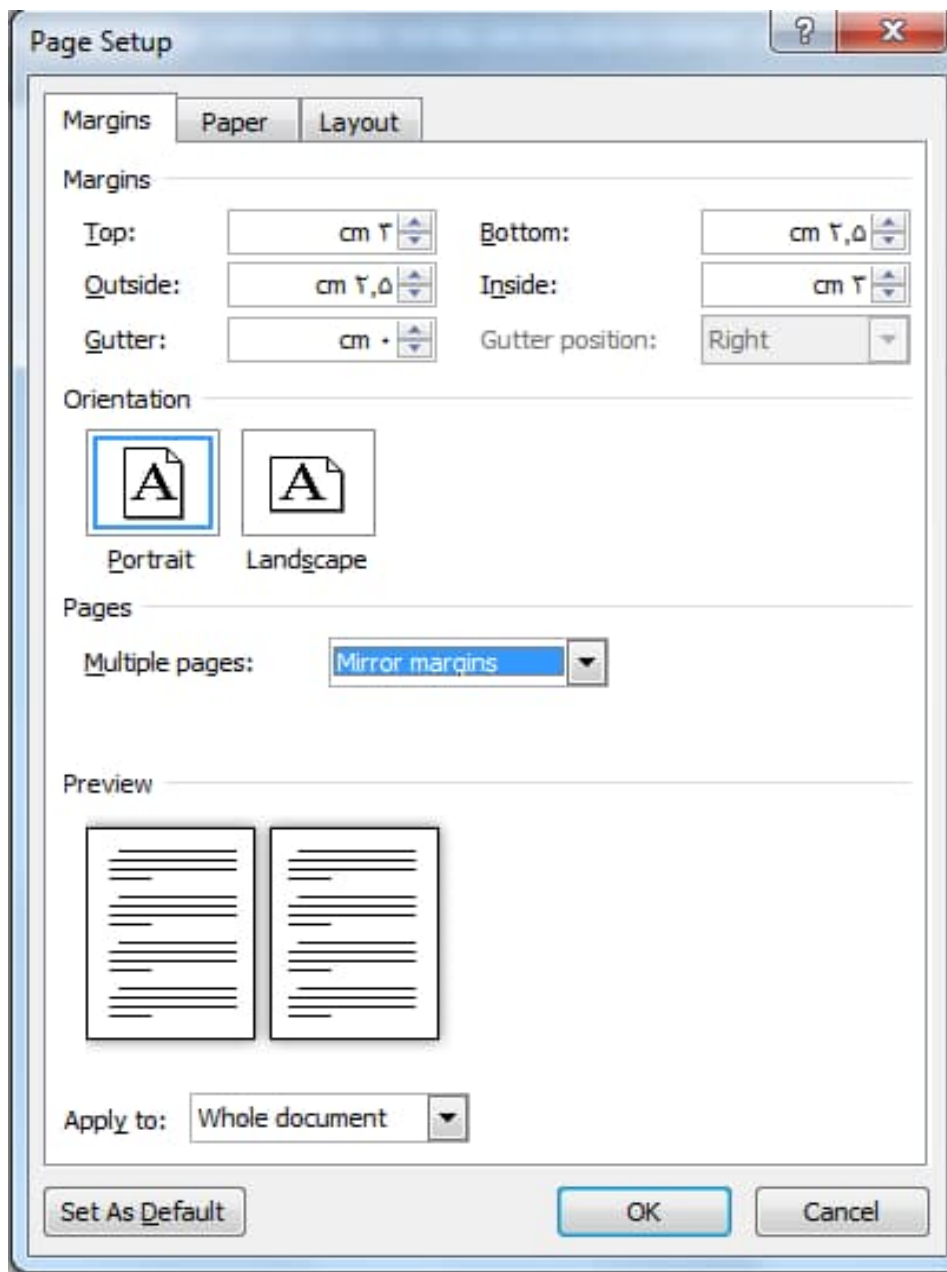 Page Setup
Margins Paper Layout
Margins
Top: cm ۳ Bottom: cm ۲,۵
Outside: cm ۲,۵ Inside: cm ۳
Gutter: cm ۰ Gutter position: Right
Orientation
A A
Portrait Landscape
Pages
Multiple pages: Mirror margins
Preview
Apply to: Whole document
Set As Default OK Cancel